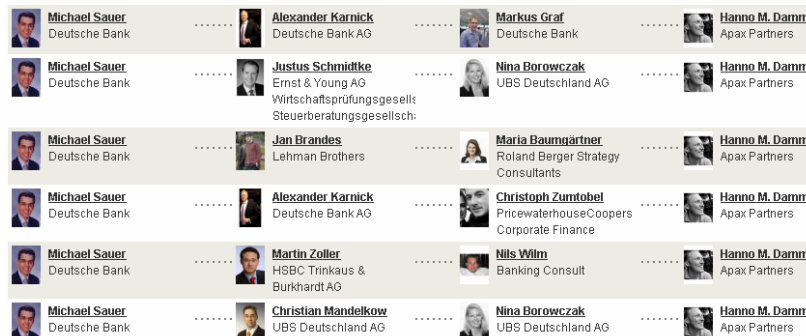 Michael Sauer
Deutsche Bank
Alexander Karnick
Deutsche Bank AG
Markus Graf
Deutsche Bank
Hanno M. Damm
Apax Partners
Michael Sauer
Deutsche Bank
Justus Schmidtke
Ernst & Young AG
Wirtschaftsprüfungsgesells
Steuerberatungsgesellsch
Nina Borowczak
UBS Deutschland AG
Hanno M. Damm
Apax Partners
Michael Sauer
Deutsche Bank
Jan Brandes
Lehman Brothers
Maria Baumgärtner
Roland Berger Strategy
Consultants
Hanno M. Damm
Apax Partners
Michael Sauer
Deutsche Bank
Alexander Karnick
Deutsche Bank AG
Christoph Zumtobel
PricewaterhouseCoopers
Corporate Finance
Hanno M. Damm
Apax Partners
Michael Sauer
Deutsche Bank
Martin Zoller
HSBC Trinkaus &
Burkhardt AG
Nils Wilm
Banking Consult
Hanno M. Damm
Apax Partners
Michael Sauer
Deutsche Bank
Christian Mandelkow
UBS Deutschland AG
Nina Borowczak
UBS Deutschland AG
Hanno M. Damm
Apax Partners